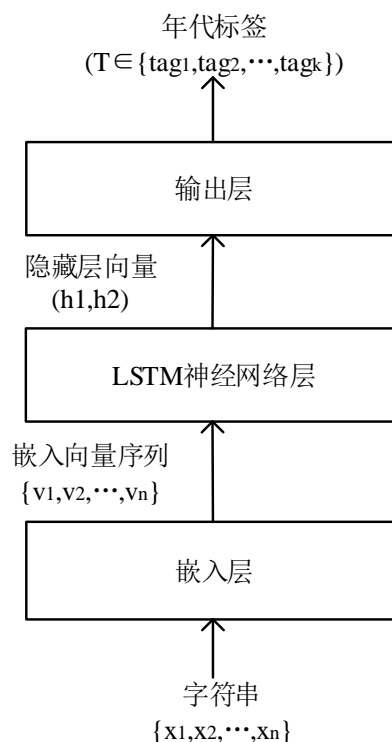 年代标签
(T∈{tag1,tag2,⋯,tagk})
输出层
隐藏层向量
(h1,h2)
LSTM神经网络层
嵌入向量序列
{v1,v2,⋯,vn}
嵌入层
字符串
{x1,x2,⋯,xn}